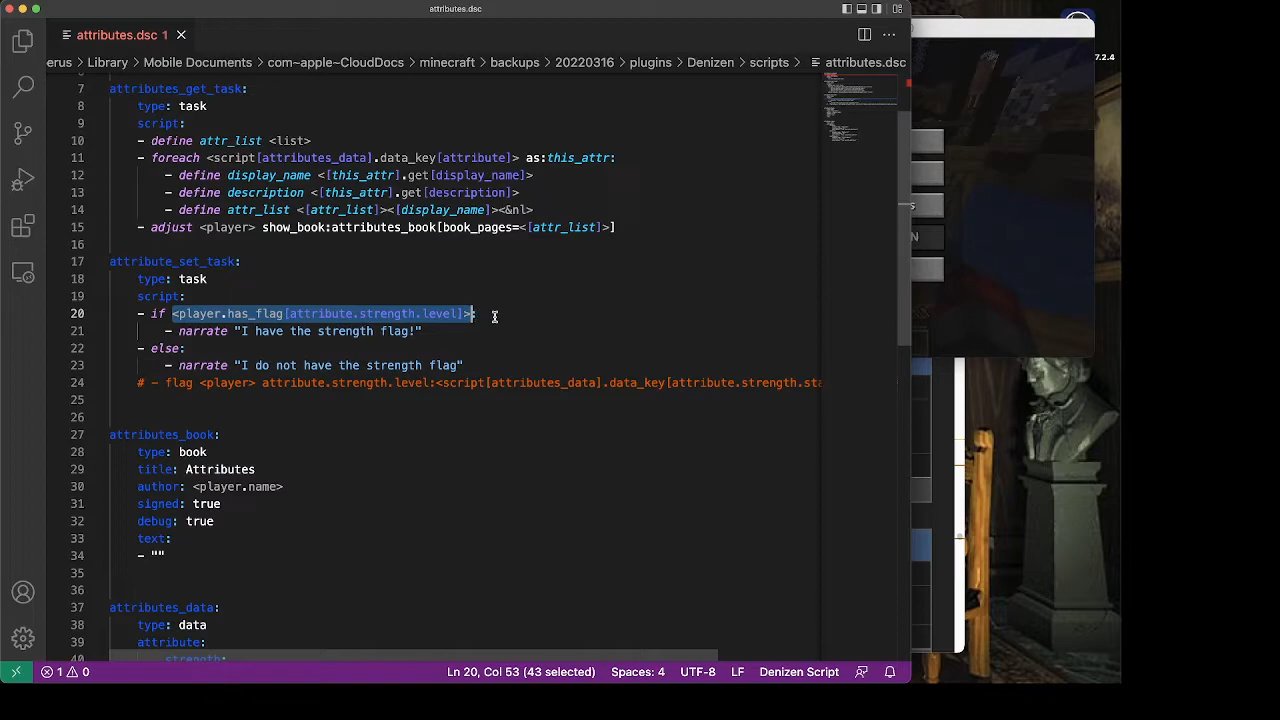 attributes.dsc
attributes.dsc 1
perus > Library > Mobile Documents > com~apple~CloudDocs > minecraft > backups > 20220316 > plugins > Denizen > scripts > attributes.dsc
7 attributes_get_task:
8 type: task
9 script:
10 - define attr_list <list>
11 - foreach <script[attributes_data].data_key[attribute]> as:this_attr:
12 - define display_name <[this_attr].get[display_name]>
13 - define description <[this_attr].get[description]>
14 - define attr_list <[attr_list]><[display_name]><&nl>
15 - adjust <player> show_book:attributes_book[book_pages=<[attr_list]>]
16
17 attribute_set_task:
18 type: task
19 script:
20 - if <player.has_flag[attribute.strength.level]>:
21 - narrate "I have the strength flag!"
22 - else:
23 - narrate "I do not have the strength flag"
24 # - flag <player> attribute.strength.level:<script[attributes_data].data_key[attribute.strength.sta
25
26
27 attributes_book:
28 type: book
29 title: Attributes
30 author: <player.name>
31 signed: true
32 debug: true
33 text:
34 - ""
35
36
37 attributes_data:
38 type: data
39 attribute:
40 strength:
1 0 Ln 20, Col 53 (43 selected) Spaces: 4 UTF-8 LF Denizen Script
7.2.4
s
N